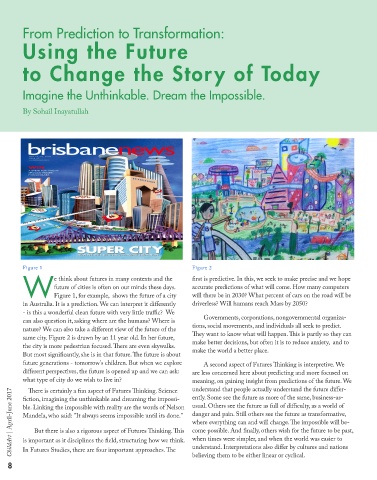 From Prediction to Transformation:
Using the Future
to Change the Story of Today
Imagine the Unthinkable. Dream the Impossible.
By Sohail Inayatullah
brisbanenews
SUPER CITY
Figure 1
We think about futures in many contexts and the
future of cities is often on our minds these days.
Figure 1, for example, shows the future of a city
in Australia. It is a prediction. We can interpret it differently
- is this a wonderful clean future with very little traffic? We
can also question it, asking where are the humans? Where is
nature? We can also take a different view of the future of the
same city. Figure 2 is drawn by an 11 year old. In her future,
the city is more pedestrian focused. There are even skywalks.
But most significantly, she is in that future. The future is about
future generations - tomorrow's children. But when we explore
different perspectives, the future is opened up and we can ask:
what type of city do we wish to live in?
There is certainly a fun aspect of Futures Thinking. Science
fiction, imagining the unthinkable and dreaming the impossi-
ble. Linking the impossible with reality are the words of Nelson
Mandela, who said: "It always seems impossible until its done."
But there is also a rigorous aspect of Futures Thinking. This
is important as it disciplines the field, structuring how we think.
In Futures Studies, there are four important approaches. The
Figure 2
first is predictive. In this, we seek to make precise and we hope
accurate predictions of what will come. How many computers
will there be in 2030? What percent of cars on the road will be
driverless? Will humans reach Mars by 2050?
Governments, corporations, nongovernmental organiza-
tions, social movements, and individuals all seek to predict.
They want to know what will happen. This is partly so they can
make better decisions, but often it is to reduce anxiety, and to
make the world a better place.
A second aspect of Futures Thinking is interpretive. We
are less concerned here about predicting and more focused on
meaning, on gaining insight from predictions of the future. We
understand that people actually understand the future differ-
ently. Some see the future as more of the same, business-as-
usual. Others see the future as full of difficulty, as a world of
danger and pain. Still others see the future as transformative,
where everything can and will change. The impossible will be-
come possible. And finally, others wish for the future to be past,
when times were simpler, and when the world was easier to
understand. Interpretations also differ by cultures and nations
believing them to be either linear or cyclical.
Childist | April-June 2017
8